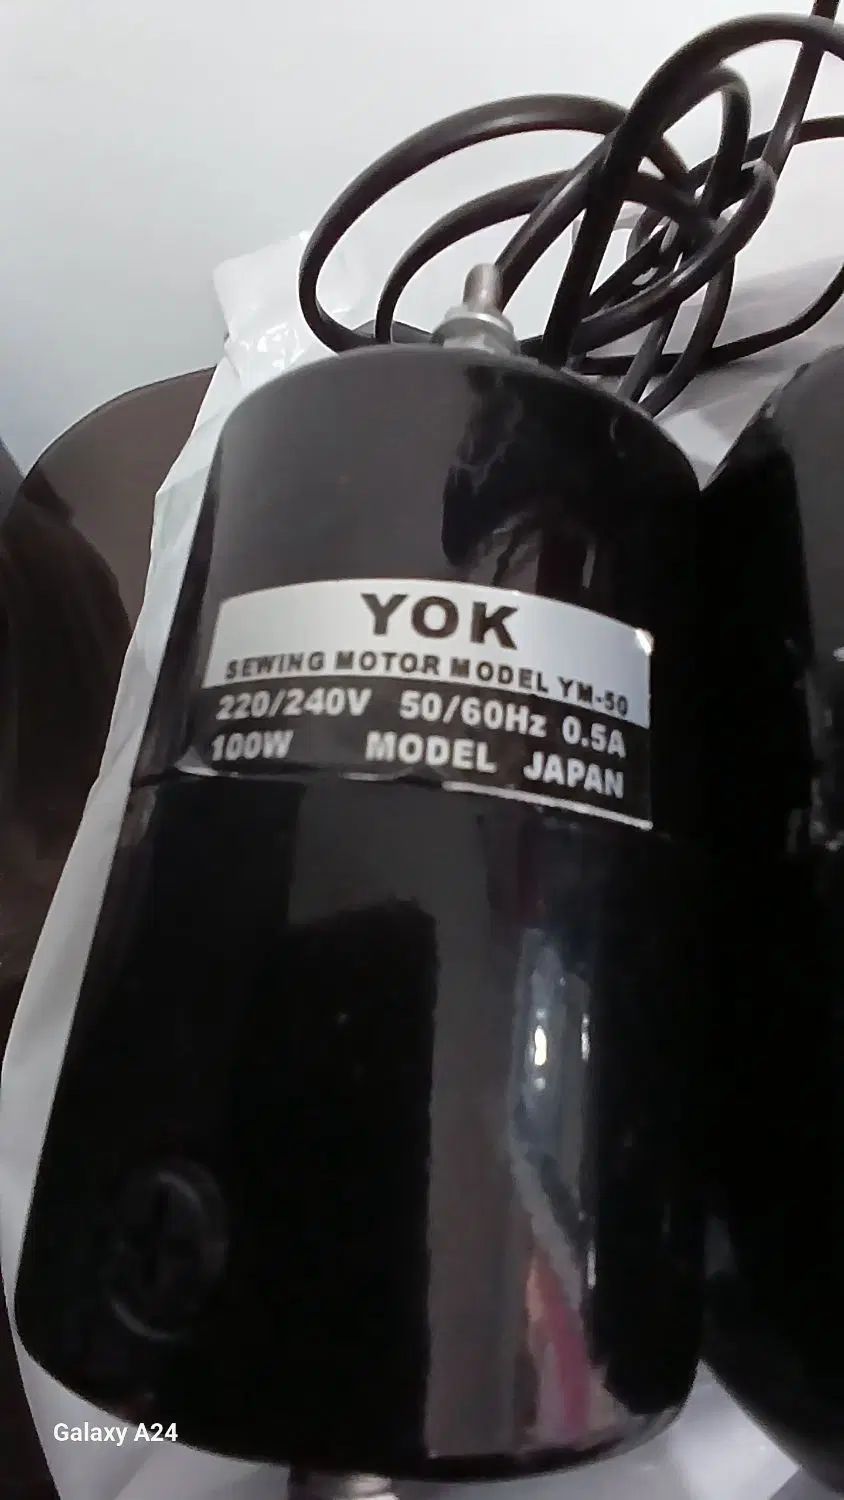 YOK
SEWING MOTOR MODEL YM-50
220/240V 50/60Hz 0.5A
100W MODEL JAPAN
Galaxy A24